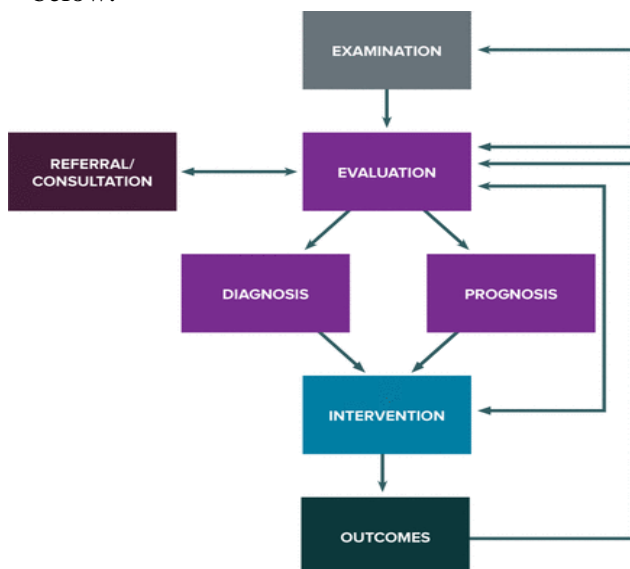 EXAMINATION
REFERRAL/
CONSULTATION
EVALUATION
DIAGNOSIS
PROGNOSIS
INTERVENTION
OUTCOMES